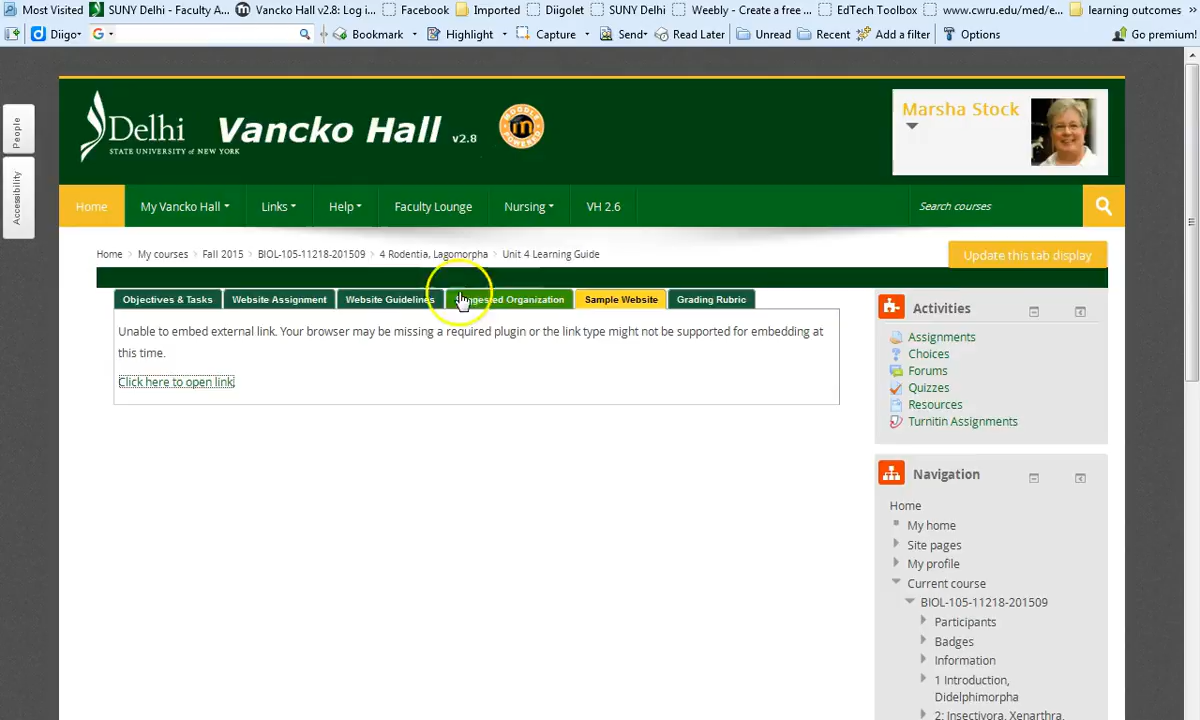 Most Visited SUNY Delhi - Faculty A... Vancko Hall v2.8: Log i... Facebook Imported Diigolet SUNY Delhi Weebly - Create a free ... EdTech Toolbox www.cwru.edu/med/e... learning outcomes »
Diigo Bookmark Highlight Capture Send Read Later Unread Recent Add a filter Options Go premium!
People
Accessibility
Delhi
STATE UNIVERSITY of NEW YORK
Vancko Hall v2.8
m
MOODLE
POWERED
Marsha Stock
Home My Vancko Hall Links Help Faculty Lounge Nursing VH 2.6 Search courses
Home My courses Fall 2015 BIOL-105-11218-201509 4 Rodentia, Lagomorpha Unit 4 Learning Guide
Update this tab display
Objectives & Tasks Website Assignment Website Guidelines Organization Sample Website Grading Rubric
Unable to embed external link. Your browser may be missing a required plugin or the link type might not be supported for embedding at
this time.
Click here to open link.
Activities
Assignments
Choices
Forums
Quizzes
Resources
Turnitin Assignments
Navigation
Home
My home
Site pages
My profile
Current course
BIOL-105-11218-201509
Participants
Badges
Information
1 Introduction,
Didelphimorpha
2: Insectivora, Xenarthra,